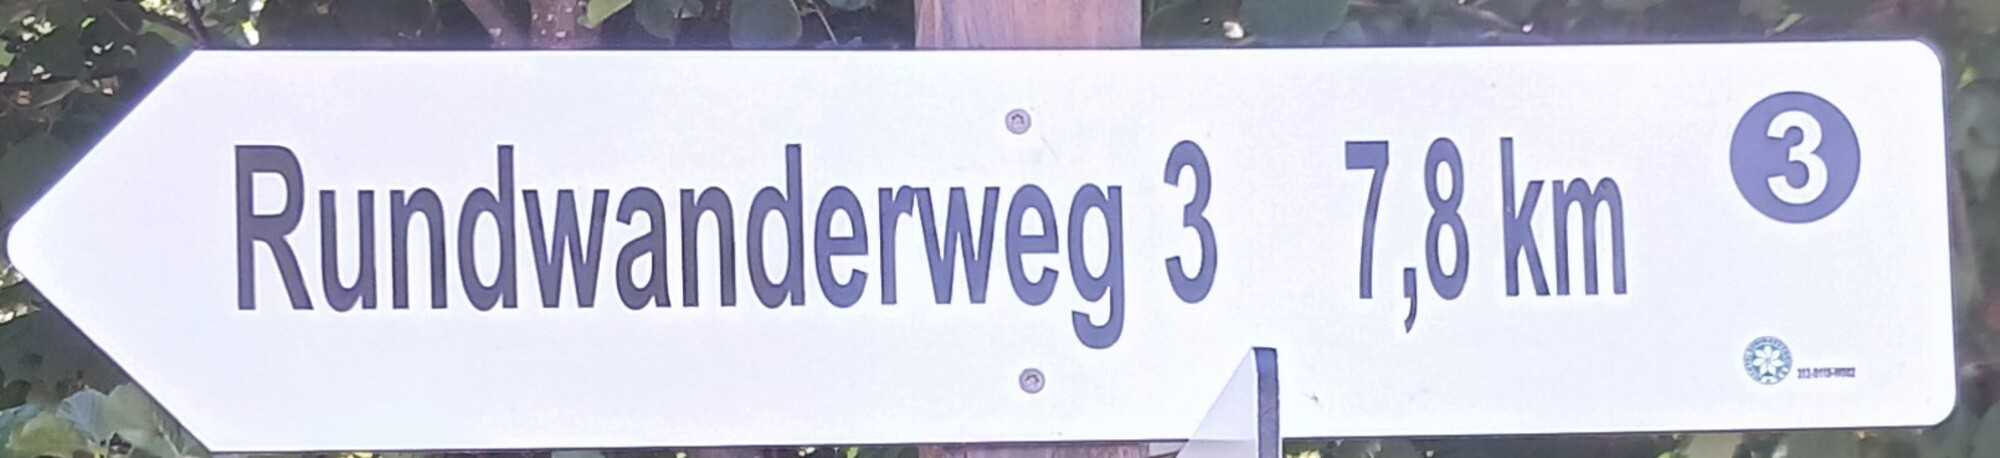 Rundwanderweg 3 7,8 km 3